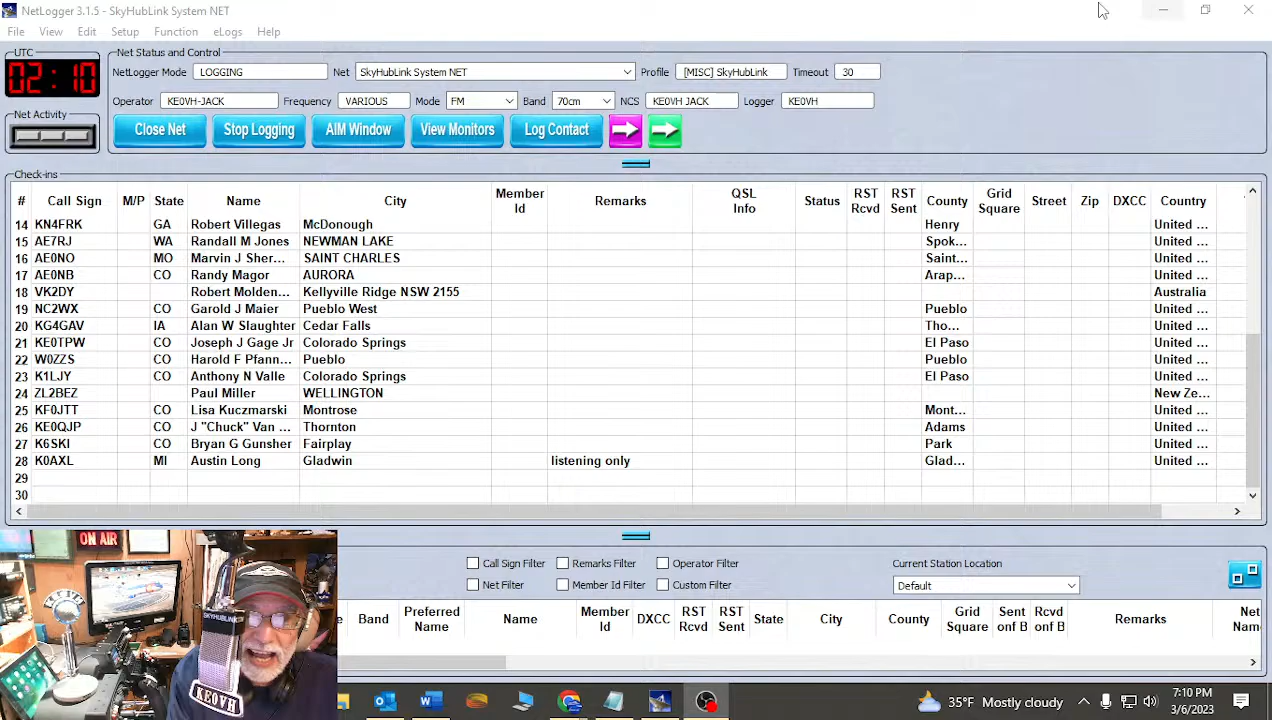 NetLogger 3.1.5 - SkyHubLink System NET
File View Edit Setup Function eLogs Help
UTC
02:10
Net Activity
Net Status and Control
NetLogger Mode LOGGING Net SkyHubLink System NET Profile [MISC] SkyHubLink Timeout 30
Operator KE0VH-JACK Frequency VARIOUS Mode FM Band 70cm NCS KE0VH JACK Logger KE0VH
Close Net Stop Logging AIM Window View Monitors Log Contact
Check-ins
# Call Sign M/P State Name City Member Id Remarks QSL Info Status RST Rcvd RST Sent County Grid Square Street Zip DXCC Country
14 KN4FRK GA Robert Villegas McDonough Henry United ...
15 AE7RJ WA Randall M Jones NEWMAN LAKE Spok... United ...
16 AE0NO MO Marvin J Sher... SAINT CHARLES Saint... United ...
17 AE0NB CO Randy Magor AURORA Arap... United ...
18 VK2DY Robert Molden... Kellyville Ridge NSW 2155 Australia
19 NC2WX CO Garold J Maier Pueblo West Pueblo United ...
20 KG4GAV IA Alan W Slaughter Cedar Falls Tho... United ...
21 KE0TPW CO Joseph J Gage Jr Colorado Springs El Paso United ...
22 W0ZZS CO Harold F Pfann... Pueblo Pueblo United ...
23 K1LJY CO Anthony N Valle Colorado Springs El Paso United ...
24 ZL2BEZ Paul Miller WELLINGTON New Ze...
25 KF0JTT CO Lisa Kuczmarski Montrose Mont... United ...
26 KE0QJP CO J "Chuck" Van ... Thornton Adams United ...
27 K6SKI CO Bryan G Gunsher Fairplay Park United ...
28 K0AXL MI Austin Long Gladwin listening only Glad... United ...
29
30
Call Sign Filter Remarks Filter Operator Filter
Net Filter Member Id Filter Custom Filter
Current Station Location
Default
Band Preferred Name Name Member Id DXCC RST Rcvd RST Sent State City County Grid Square Sent onf B Rcvd onf B Remarks Net Name
ON AIR
SKYHUBLINK
KE0VH
35°F Mostly cloudy
7:10 PM
3/6/2023